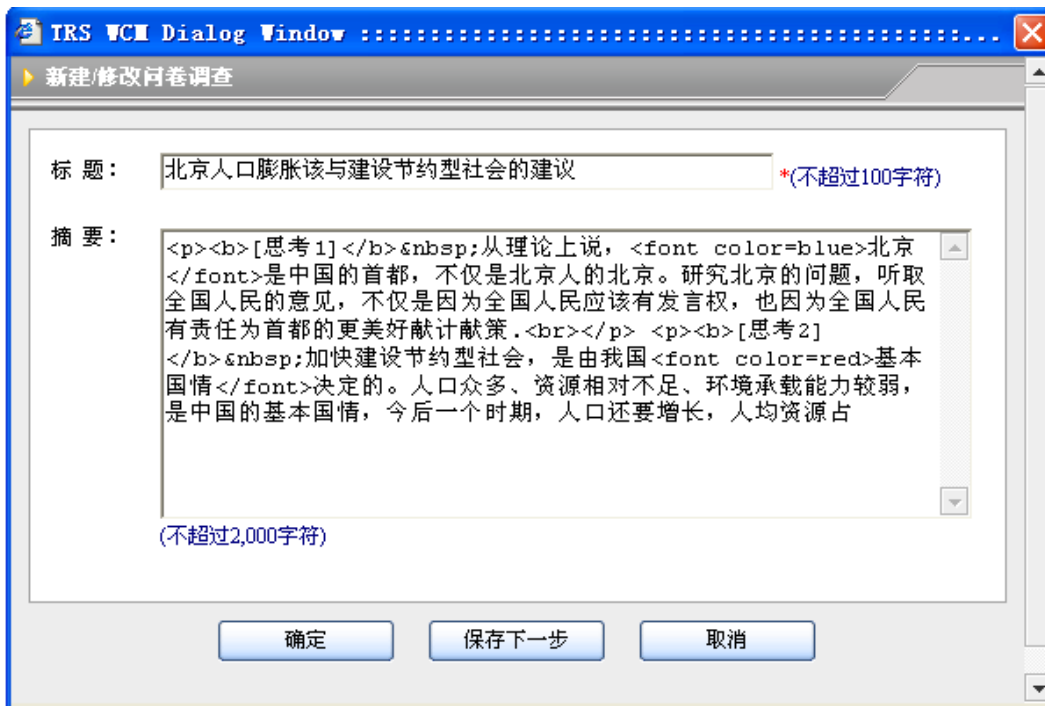 TRS WCM Dialog Window ::::::::::::::::::::::::::::::::::::::::::::...
新建/修改问卷调查
标 题： 北京人口膨胀该与建设节约型社会的建议 *(不超过100字符)
摘 要：
<p><b>[思考1]</b>&nbsp;从理论上说，<font color=blue>北京
</font>是中国的首都，不仅是北京人的北京。研究北京的问题，听取
全国人民的意见，不仅是因为全国人民应该有发言权，也因为全国人民
有责任为首都的更美好献计献策.<br></p> <p><b>[思考2]
</b>&nbsp;加快建设节约型社会，是由我国<font color=red>基本
国情</font>决定的。人口众多、资源相对不足、环境承载能力较弱，
是中国的基本国情，今后一个时期，人口还要增长，人均资源占
(不超过2,000字符)
确定 保存下一步 取消